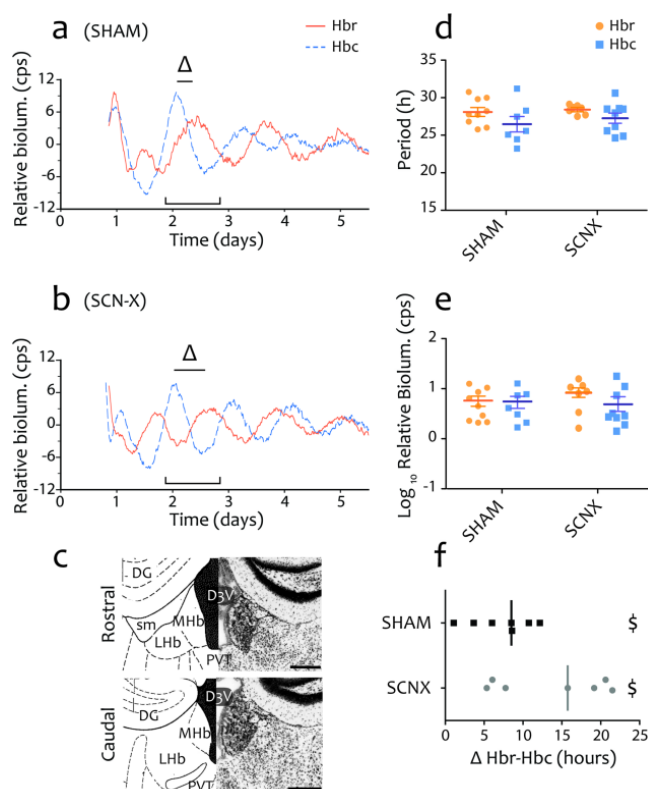 a (SHAM)
Hbr
Hbc
Δ
Relative biolum. (cps)
12
6
0
-6
-12
0 1 2 3 4 5
Time (days)
b (SCN-X)
Δ
Relative biolum. (cps)
12
6
0
-6
-12
0 1 2 3 4 5
Time (days)
c
Rostral
DG
sm
MHb
LHb
D3V
PVT
Caudal
DG
MHb
LHb
D3V
PVT
d
Hbr
Hbc
Period (h)
35
30
25
20
15
SHAM
SCNX
e
Log10 Relative Biolum. (cps)
2
1
0
-1
SHAM
SCNX
f
SHAM
$
SCNX
$
0 5 10 15 20 25
Δ Hbr-Hbc (hours)